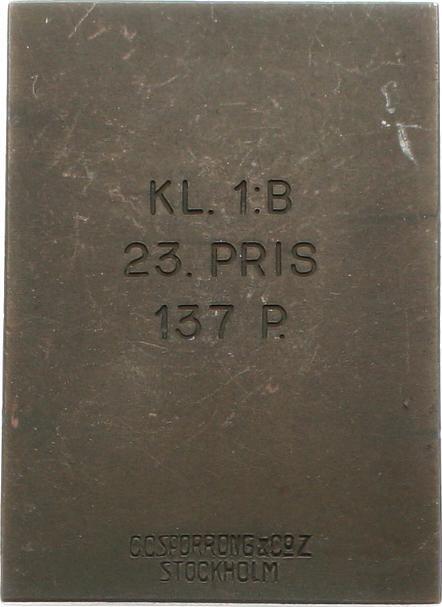 KL. 1:B
23. PRIS
137 P.
C.C.SPORRONG&Co Z
STOCKHOLM